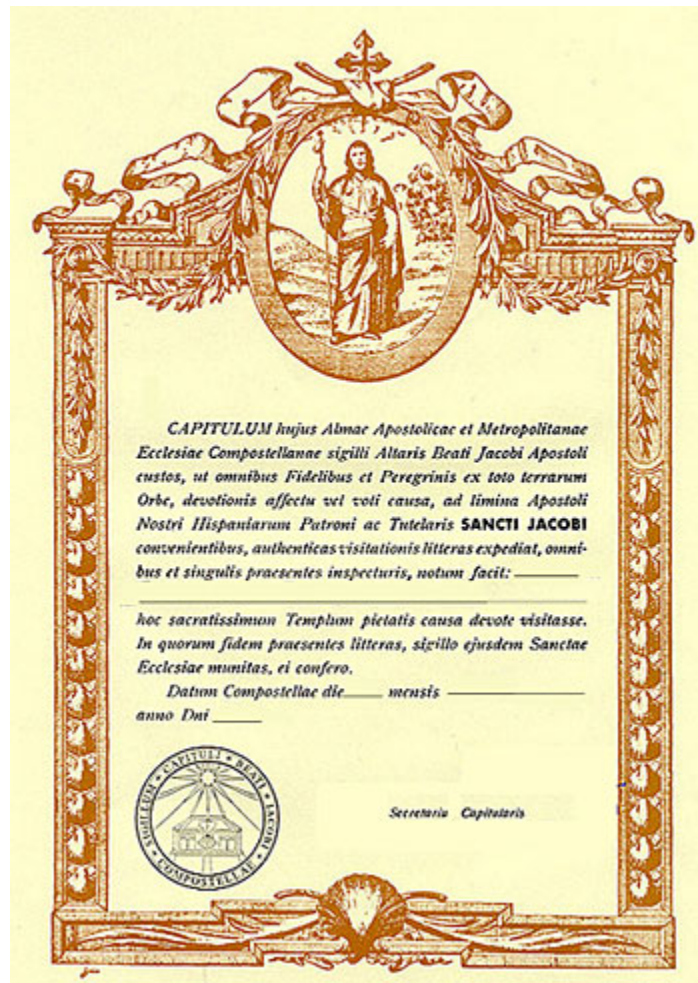 CAPITULUM hujus Almae Apostolicae et Metropolitanae
Ecclesiae Compostellanae sigilli Altaris Beati Jacobi Apostoli
custos, ut omnibus Fidelibus et Peregrinis ex toto terrarum
Orbe, devotionis affectu vel voti causa, ad limina Apostoli
Nostri Hispaniarum Patroni ac Tutelaris SANCTI JACOBI
convenientibus, authenticas visitationis litteras expediat, omni-
bus et singulis praesentes inspecturis, notum facit:
hoc sacratissimum Templum pietatis causa devote visitasse.
In quorum fidem praesentes litteras, sigillo ejusdem Sanctae
Ecclesiae munitas, ei confero.
Datum Compostellae die mensis
anno Dni
SIGILLUM CAPITULI BEATI JACOBI COMPOSTELLAE
Secretario Capitularis